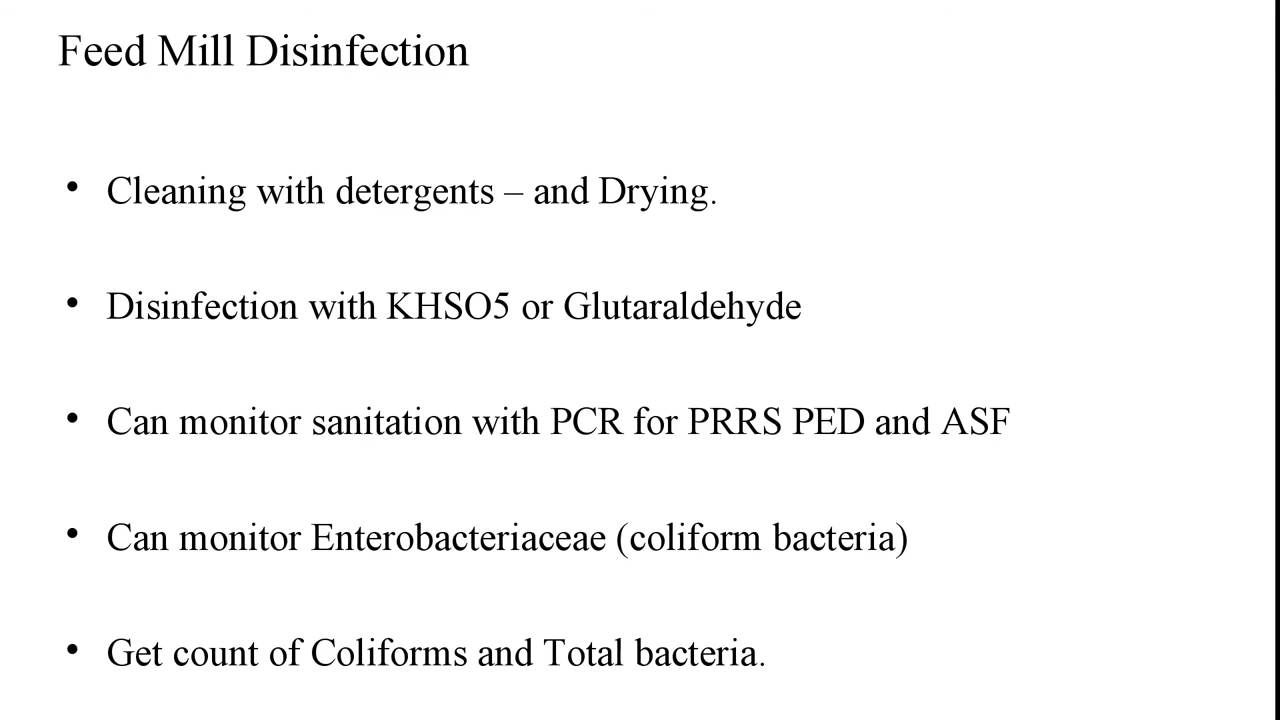 Feed Mill Disinfection
• Cleaning with detergents – and Drying.
• Disinfection with KHSO5 or Glutaraldehyde
• Can monitor sanitation with PCR for PRRS PED and ASF
• Can monitor Enterobacteriaceae (coliform bacteria)
• Get count of Coliforms and Total bacteria.